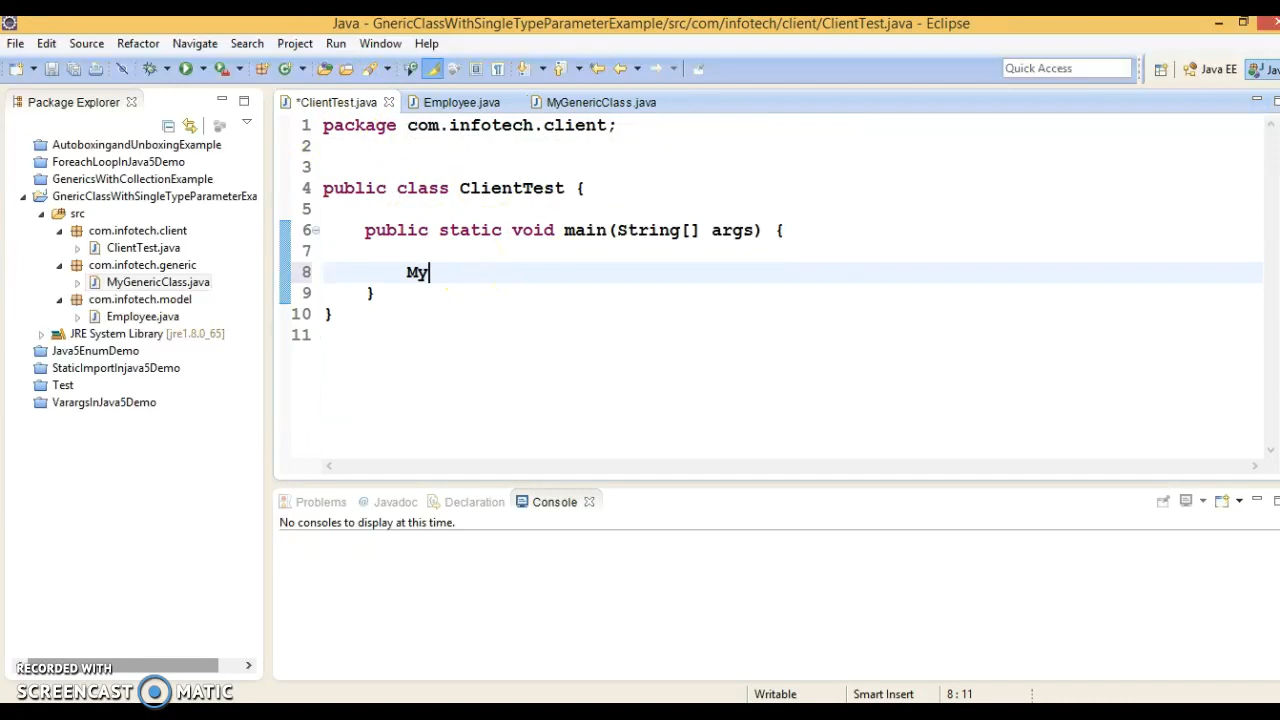 Java - GnericClassWithSingleTypeParameterExample/src/com/infotech/client/ClientTest.java - Eclipse
File Edit Source Refactor Navigate Search Project Run Window Help
Quick Access
Java EE
Jav
Package Explorer
*ClientTest.java
Employee.java
MyGenericClass.java
AutoboxingandUnboxingExample
ForeachLoopInJava5Demo
GenericsWithCollectionExample
GnericClassWithSingleTypeParameterExa
src
com.infotech.client
ClientTest.java
com.infotech.generic
MyGenericClass.java
com.infotech.model
Employee.java
JRE System Library [jre1.8.0_65]
Java5EnumDemo
StaticImportInjava5Demo
Test
VarargsInJava5Demo
1 package com.infotech.client;
2
3
4 public class ClientTest {
5
6 public static void main(String[] args) {
7
8 My
9 }
10 }
11
Problems @ Javadoc Declaration Console
No consoles to display at this time.
RECORDED WITH
SCREENCAST MATIC
Writable Smart Insert 8 : 11